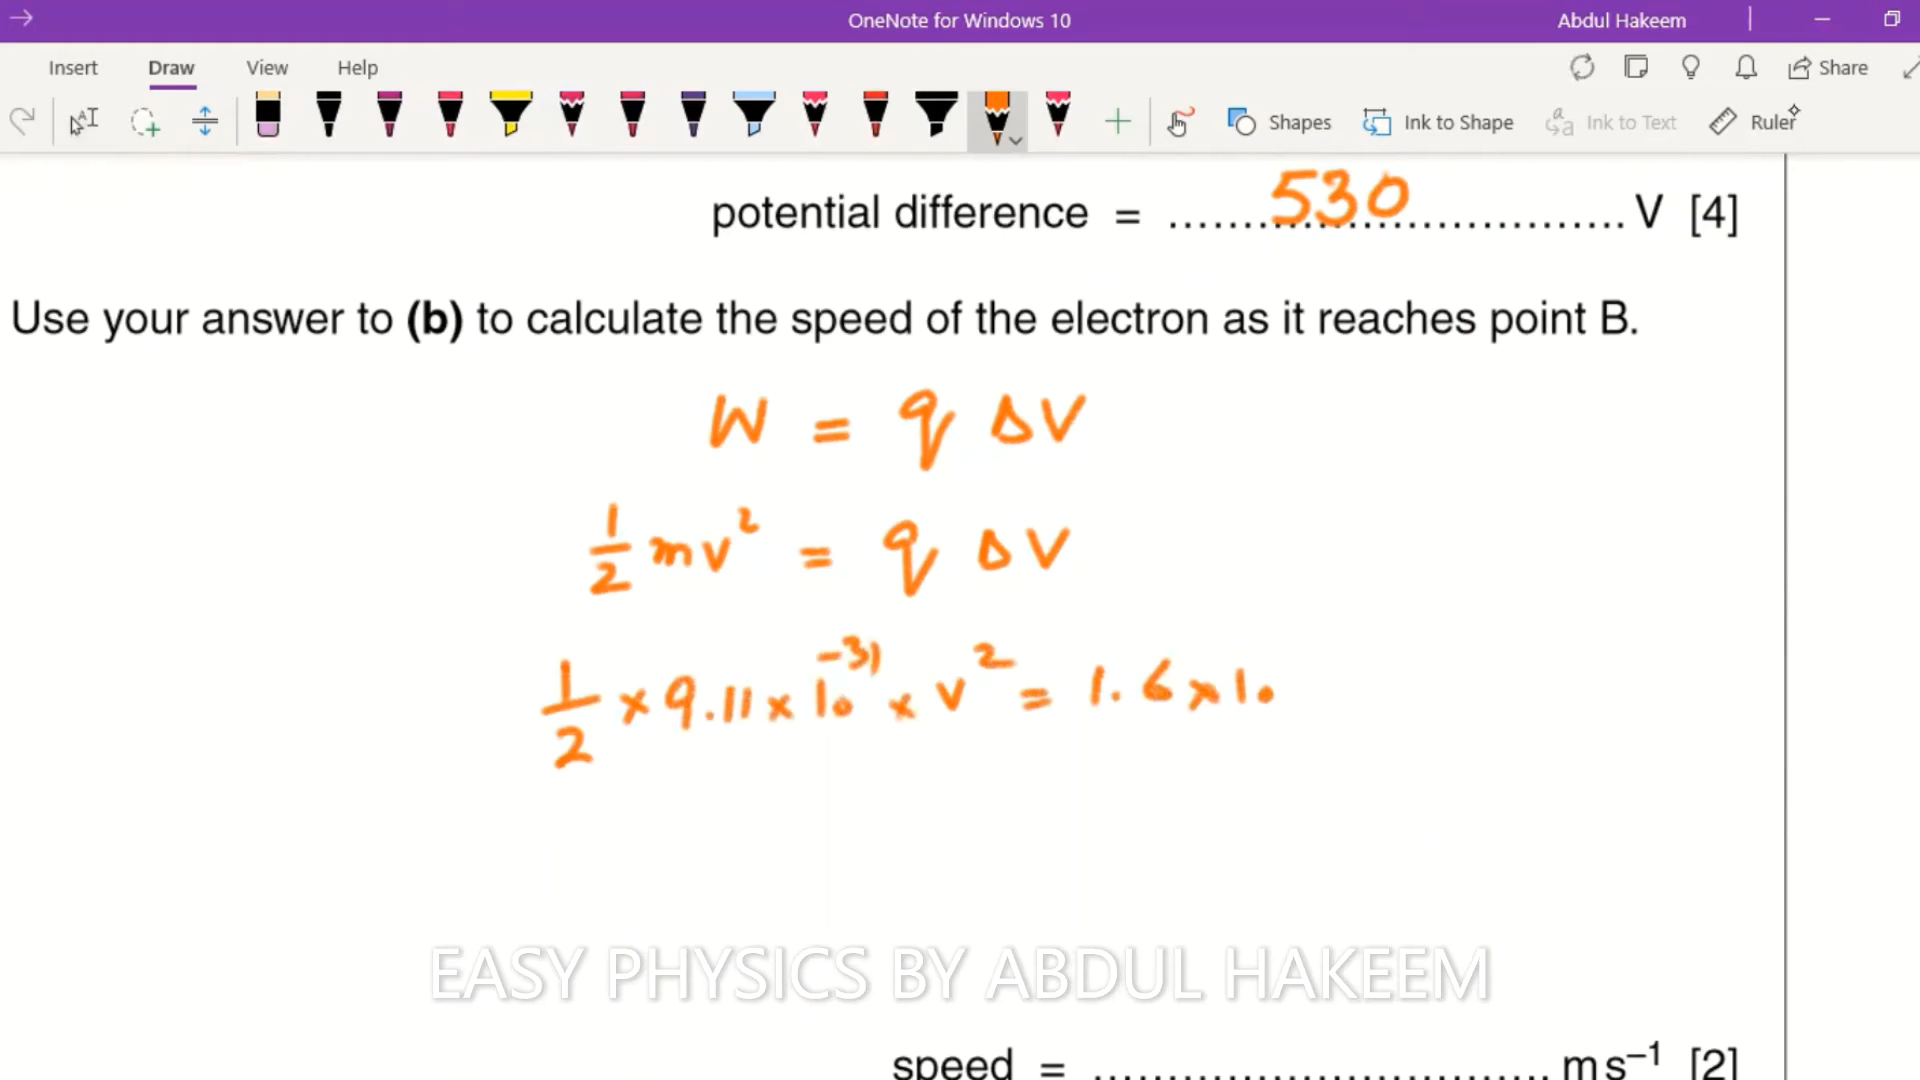 OneNote for Windows 10 Abdul Hakeem
Insert Draw View Help Share
Shapes Ink to Shape Ink to Text Ruler
potential difference = 530 V [4]
Use your answer to (b) to calculate the speed of the electron as it reaches point B.
W = q ΔV
1/2 mv² = q ΔV
1/2 × 9.11 × 10⁻³¹ × v² = 1.6 × 10
EASY PHYSICS BY ABDUL HAKEEM
speed = .............................. m s⁻¹ [2]